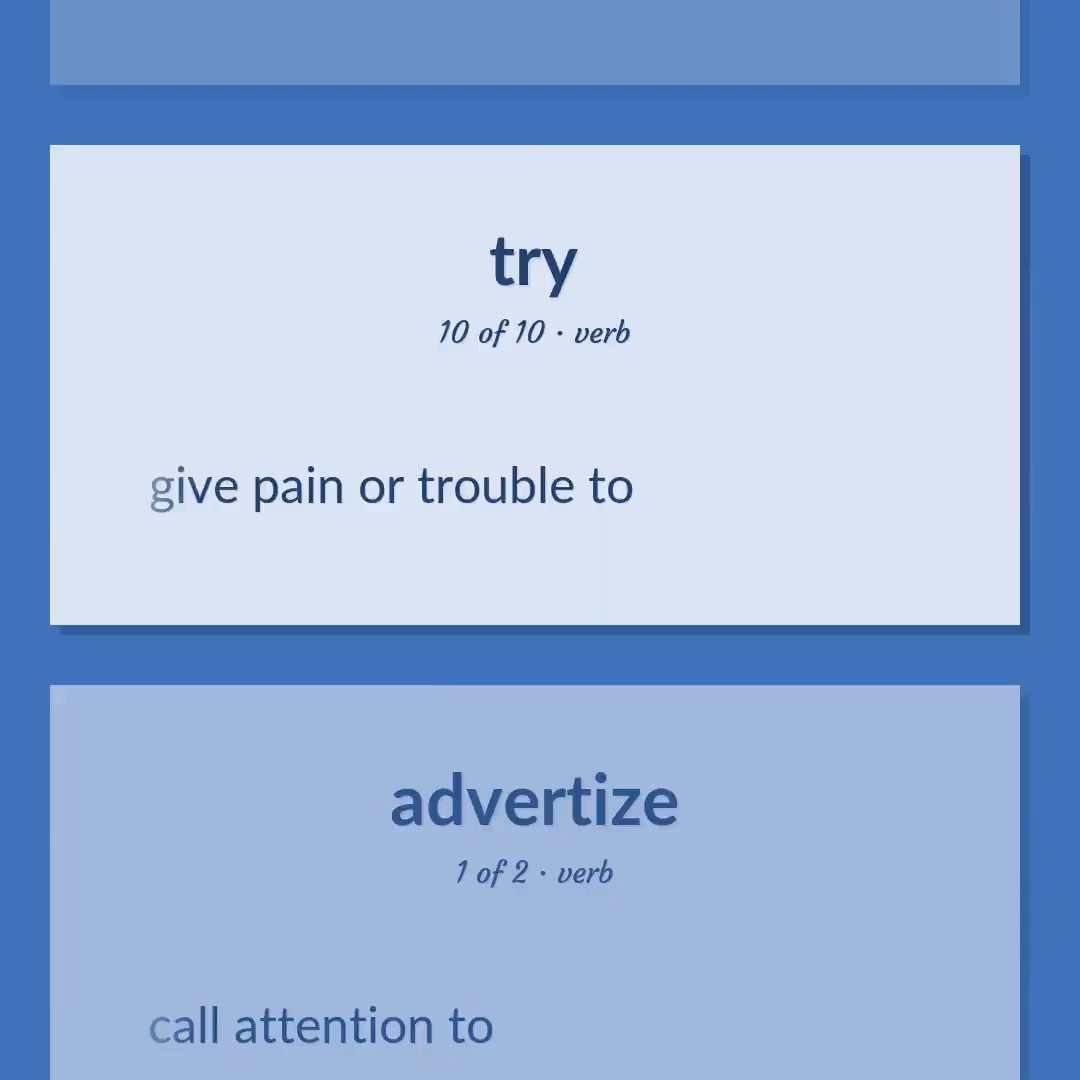 try
10 of 10 · verb
give pain or trouble to
advertize
1 of 2 · verb
call attention to